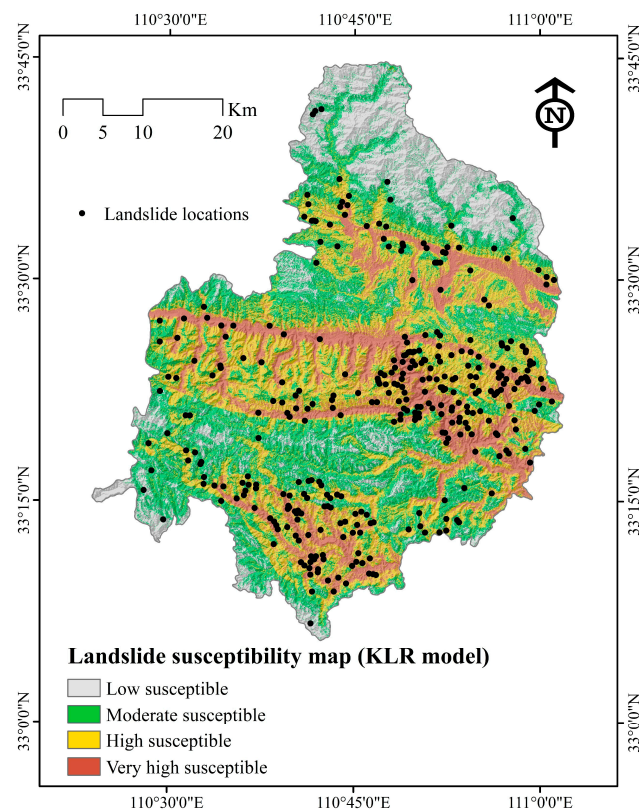 110°30'0"E 110°45'0"E 111°0'0"E
33°45'0"N 33°45'0"N
Km
0 5 10 20
N
Landslide locations
33°30'0"N 33°30'0"N
33°15'0"N 33°15'0"N
Landslide susceptibility map (KLR model)
Low susceptible
Moderate susceptible
33°0'0"N 33°0'0"N
High susceptible
Very high susceptible
110°30'0"E 110°45'0"E 111°0'0"E